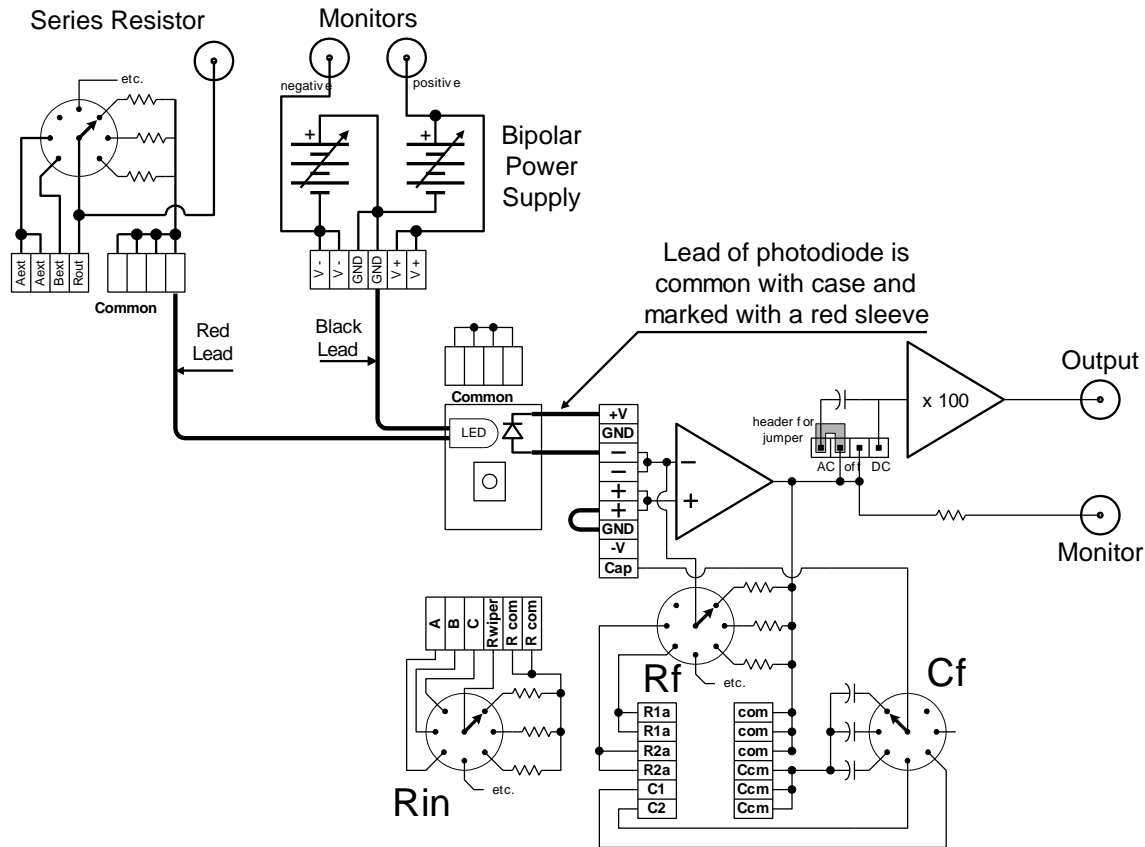 Series Resistor
Monitors
etc.
negative
positive
+
+
Bipolar
Power
Supply
Aext
Aext
Bext
Rout
Common
V -
V -
GND
GND
V +
V +
Lead of photodiode is
common with case and
marked with a red sleeve
Red
Lead
Black
Lead
Common
LED
+V
GND
−
−
+
+
GND
-V
Cap
−
+
header for
jumper
AC
off
DC
x 100
Output
Monitor
A
B
C
Rwiper
R com
R com
etc.
Rin
Rf
etc.
Cf
R1a
R1a
R2a
R2a
C1
C2
com
com
com
Ccm
Ccm
Ccm